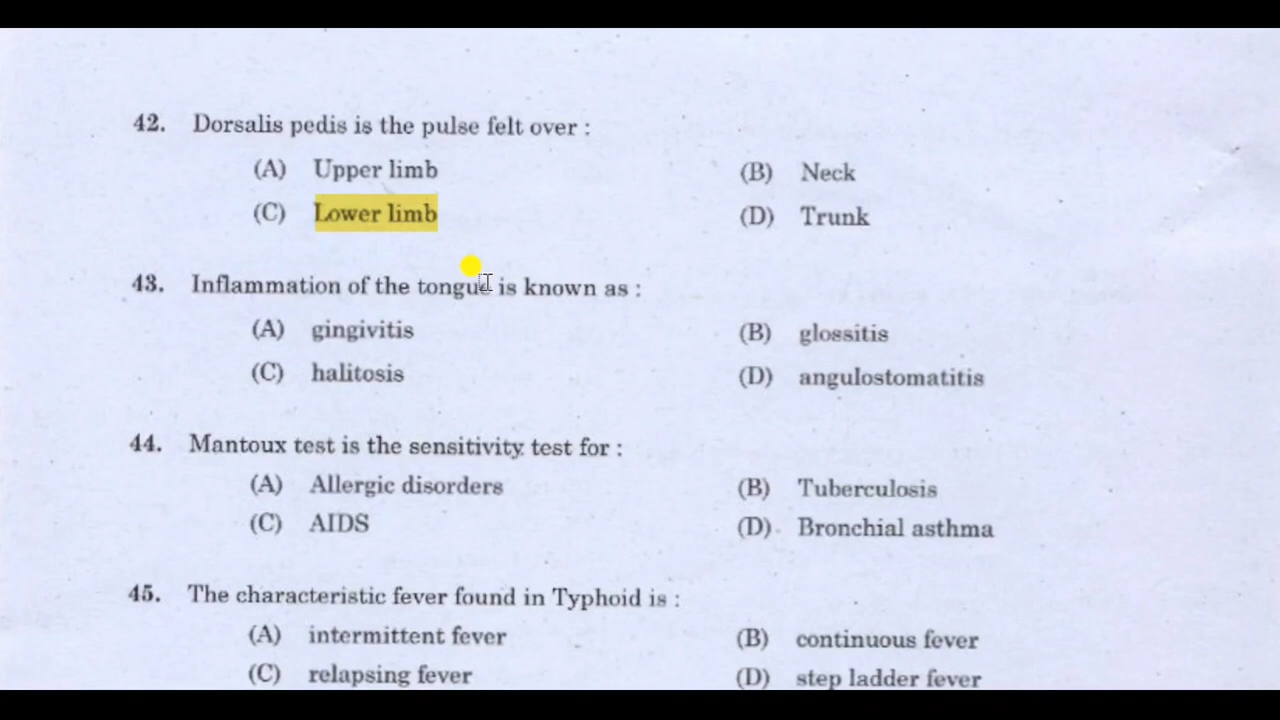 42. Dorsalis pedis is the pulse felt over :
(A) Upper limb (B) Neck
(C) Lower limb (D) Trunk
43. Inflammation of the tongue is known as :
(A) gingivitis (B) glossitis
(C) halitosis (D) angulostomatitis
44. Mantoux test is the sensitivity test for :
(A) Allergic disorders (B) Tuberculosis
(C) AIDS (D) Bronchial asthma
45. The characteristic fever found in Typhoid is :
(A) intermittent fever (B) continuous fever
(C) relapsing fever (D) step ladder fever